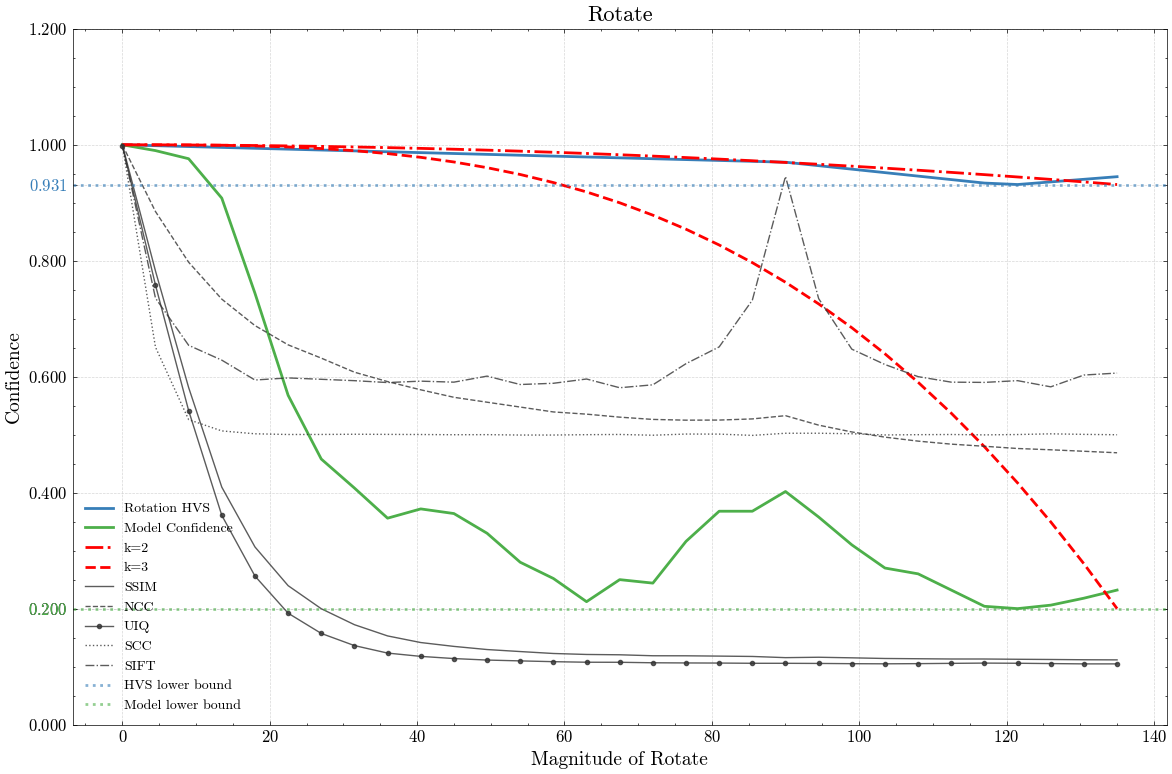 Rotate
1.200
1.000
0.931
0.800
0.600
0.400
0.200
0.000
Confidence
Rotation HVS
Model Confidence
k=2
k=3
SSIM
NCC
UIQ
SCC
SIFT
HVS lower bound
Model lower bound
0 20 40 60 80 100 120 140
Magnitude of Rotate